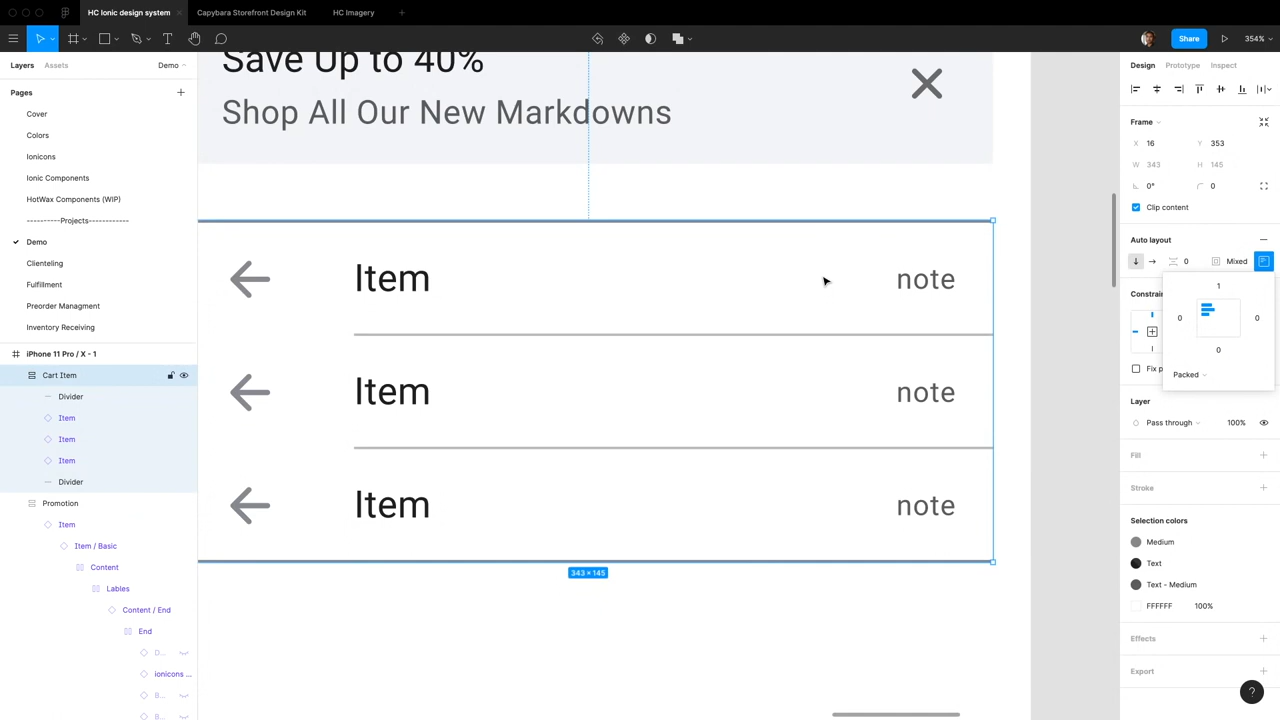 HC Ionic design system
Capybara Storefront Design Kit
HC Imagery
Share
354%
Layers
Assets
Demo
Pages
Cover
Colors
Ionicons
Ionic Components
HotWax Components (WIP)
----------Projects------------
Demo
Clienteling
Fulfillment
Preorder Managment
Inventory Receiving
iPhone 11 Pro / X - 1
Cart Item
Divider
Item
Item
Item
Divider
Promotion
Item
Item / Basic
Content
Lables
Content / End
End
D...
ionicons ...
B...
B...
Save Up to 40%
Shop All Our New Markdowns
Item note
Item note
Item note
343 × 145
Design
Prototype
Inspect
Frame
X 16 Y 353
W 343 H 145
0° 0
Clip content
Auto layout
0 Mixed
1
0 0
0
Packed
Constrai
Fix p
Layer
Pass through 100%
Fill
Stroke
Selection colors
Medium
Text
Text - Medium
FFFFFF 100%
Effects
Export
?